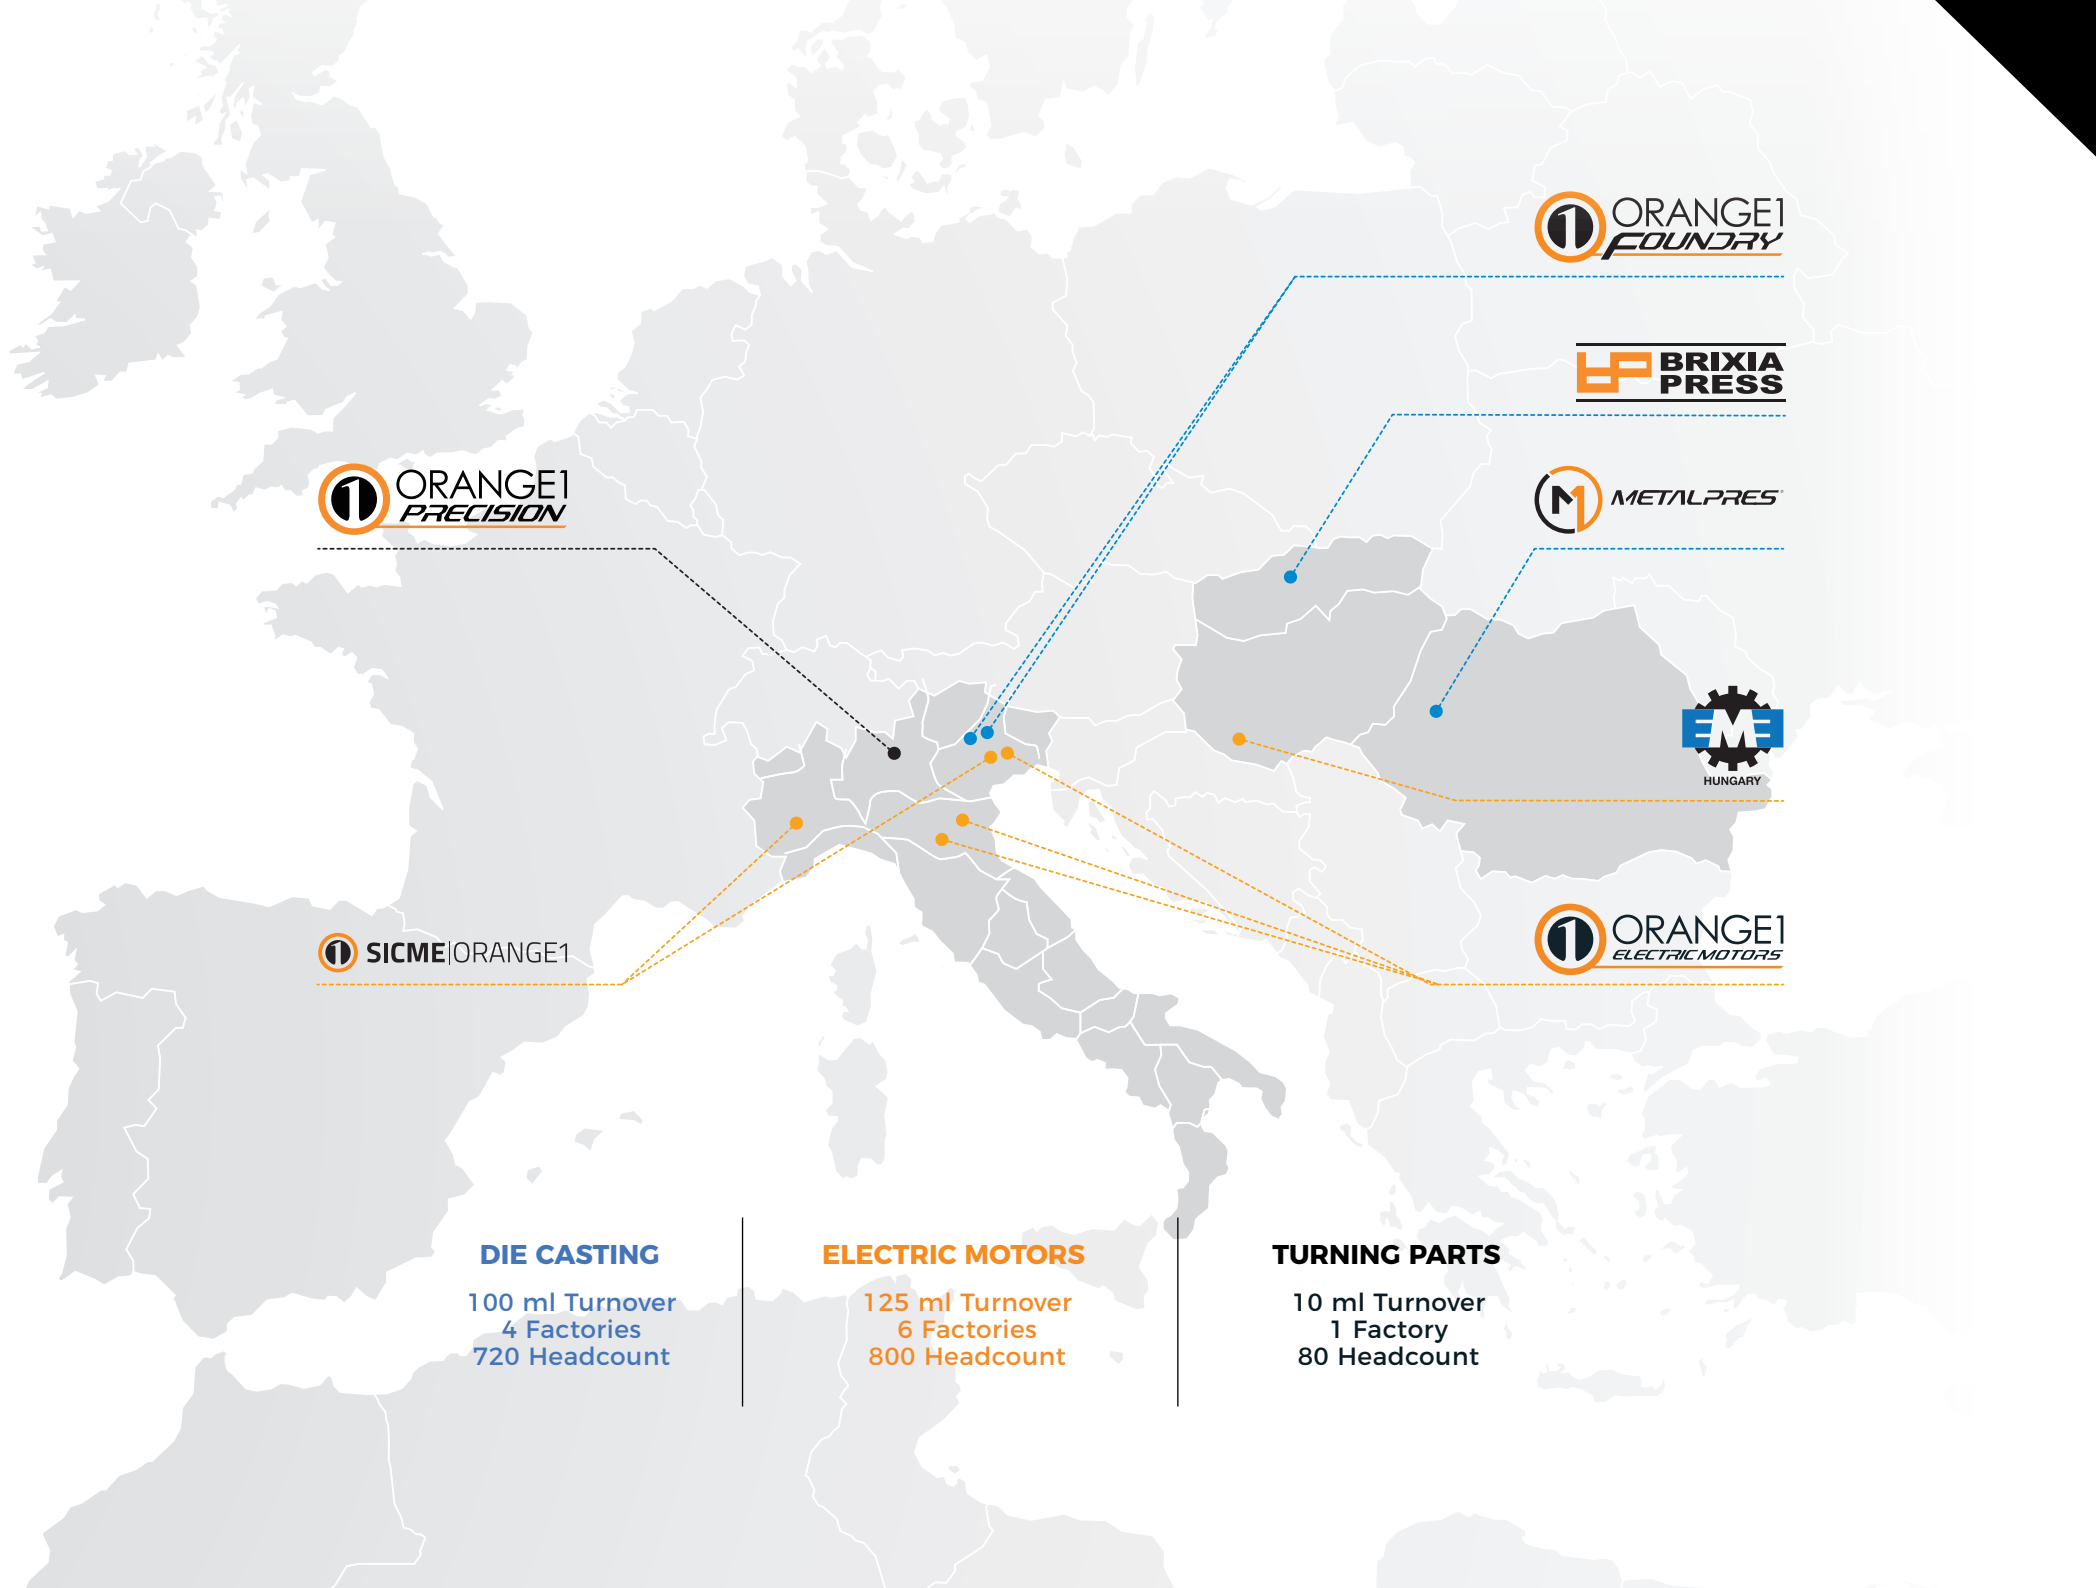 ORANGE1
FOUNDRY
BRIXIA
PRESS
ORANGE1
PRECISION
METALPRES®
EME
HUNGARY
SICME|ORANGE1
ORANGE1
ELECTRIC MOTORS
DIE CASTING
100 ml Turnover
4 Factories
720 Headcount
ELECTRIC MOTORS
125 ml Turnover
6 Factories
800 Headcount
TURNING PARTS
10 ml Turnover
1 Factory
80 Headcount